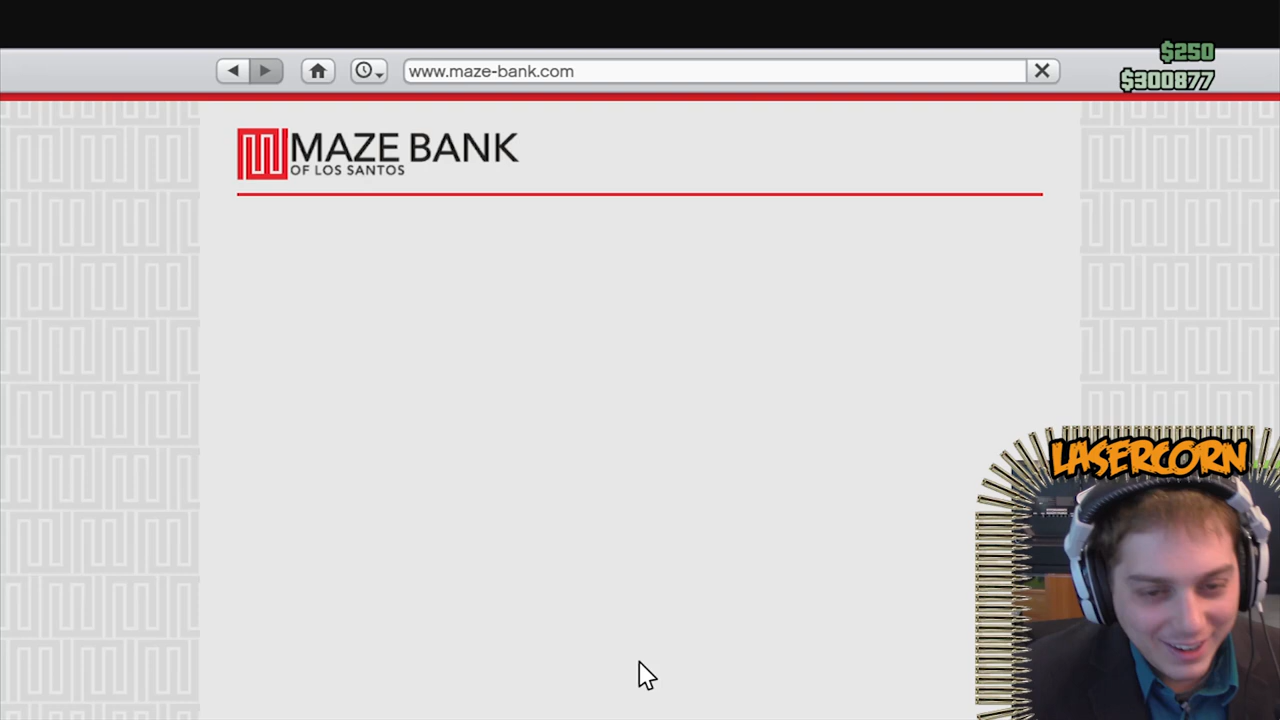 $250
www.maze-bank.com
$300877
MAZE BANK
OF LOS SANTOS
LASERCORN